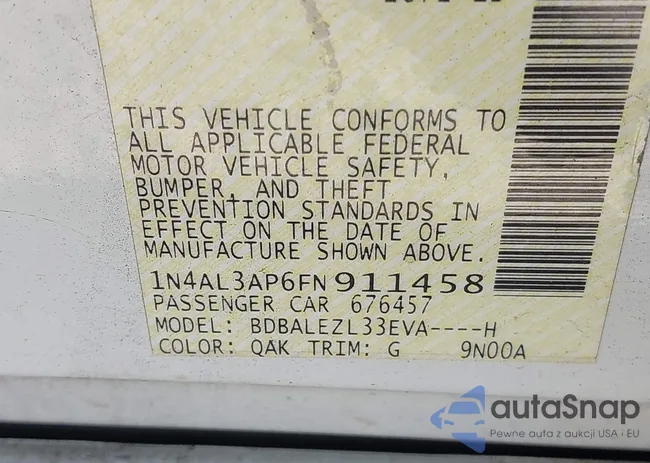 THIS VEHICLE CONFORMS TO
ALL APPLICABLE FEDERAL
MOTOR VEHICLE SAFETY,
BUMPER, AND THEFT
PREVENTION STANDARDS IN
EFFECT ON THE DATE OF
MANUFACTURE SHOWN ABOVE.
1N4AL3AP6FN911458
PASSENGER CAR 676457
MODEL: BDBALEZL33EVA----H
COLOR: QAK TRIM: G 9N00A
autaSnap
Pewne auta z aukcji USA i EU